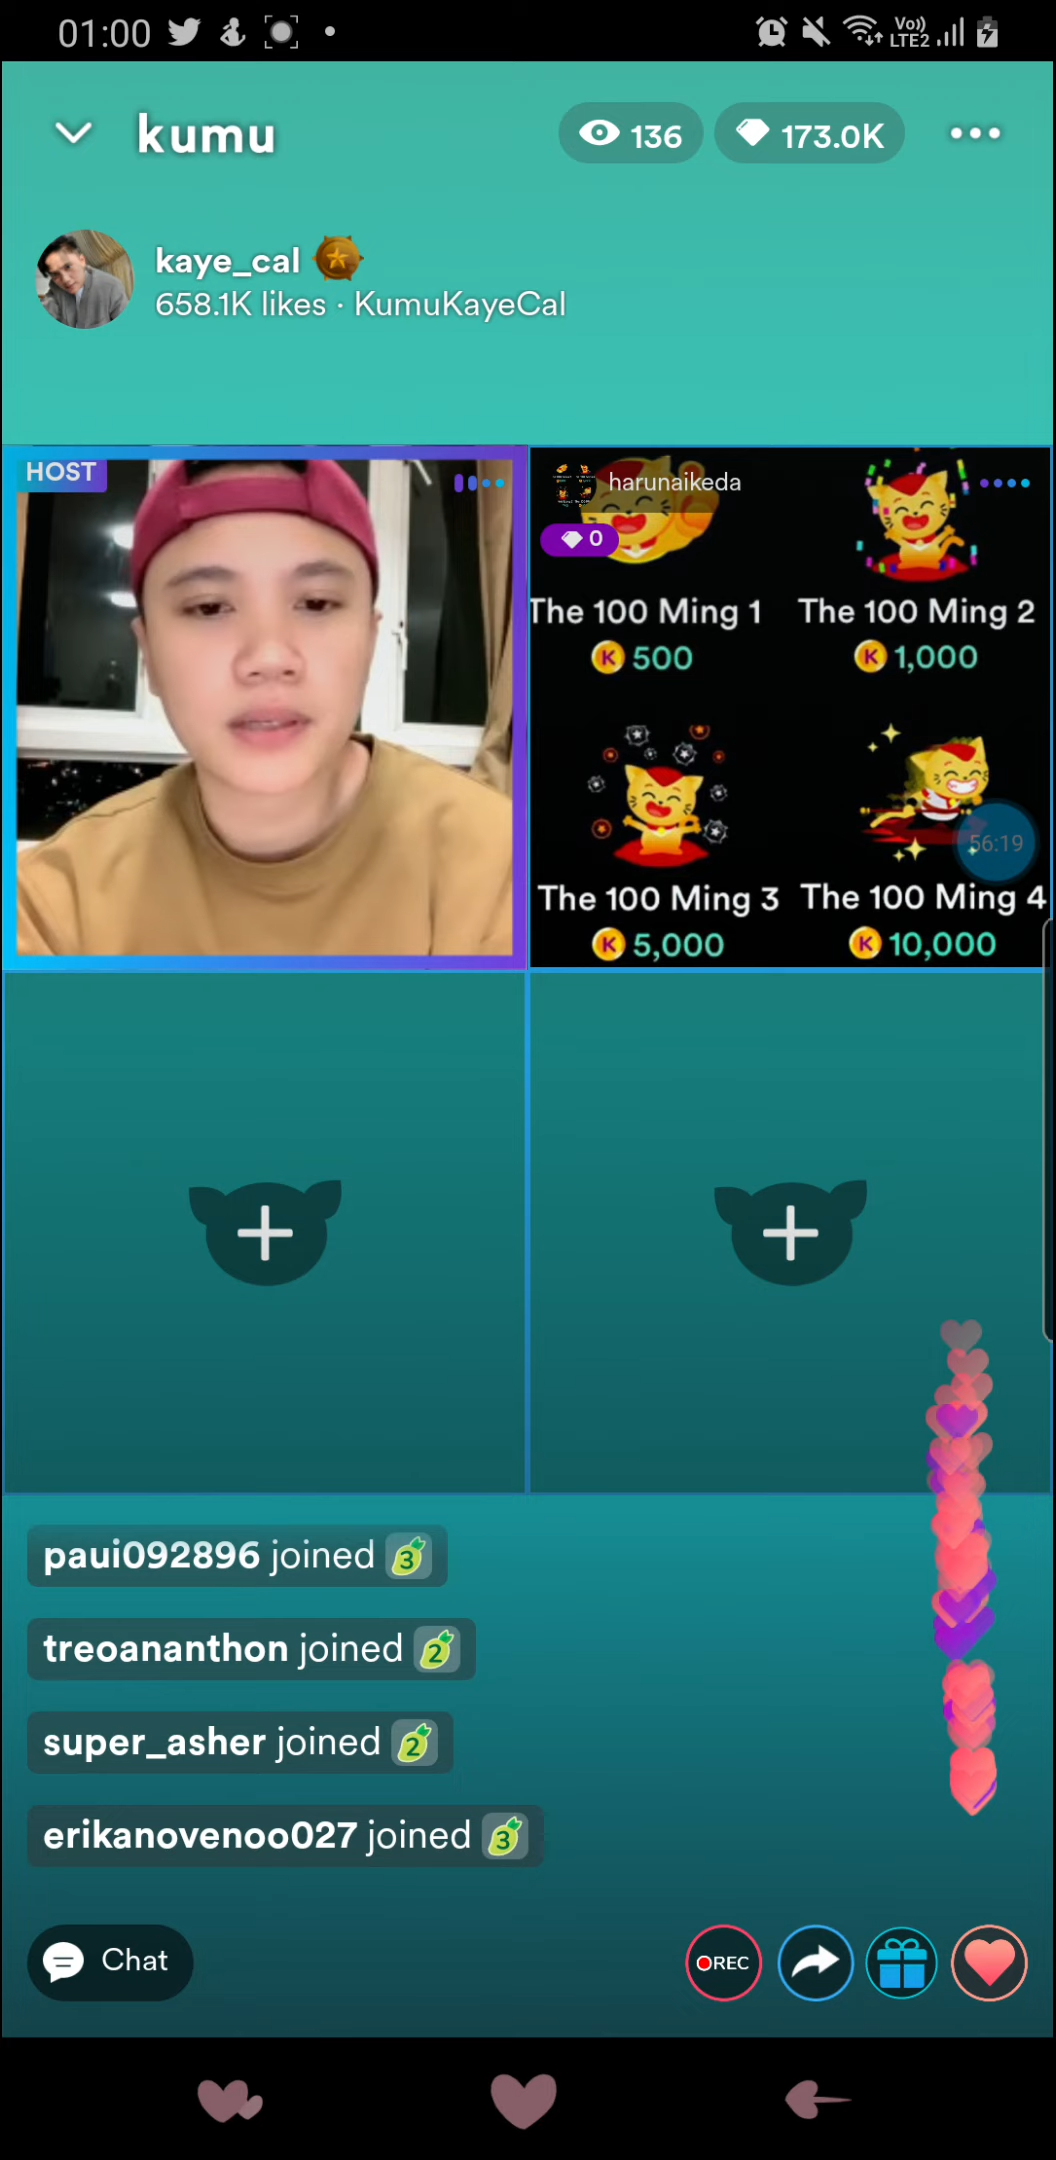 01:00
Vo))
LTE2
kumu
136
173.0K
kaye_cal
658.1K likes · KumuKayeCal
HOST
harunaikeda
0
The 100 Ming 1
The 100 Ming 2
K 500
K 1,000
56:19
The 100 Ming 3
The 100 Ming 4
K 5,000
K 10,000
paui092896 joined 3
treoananthon joined 2
super_asher joined 2
erikanovenoo027 joined 3
Chat
REC